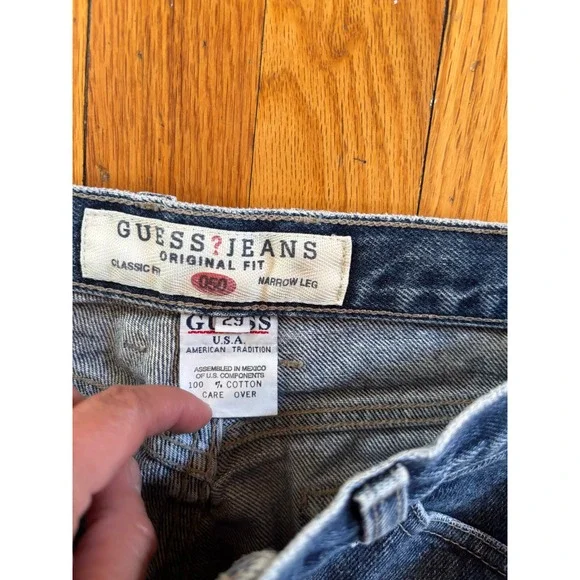 GUESS?JEANS
ORIGINAL FIT
CLASSIC FI 050 NARROW LEG
29
U.S.A.
AMERICAN TRADITION
ASSEMBLED IN MEXICO
OF U.S. COMPONENTS
100 % COTTON
CARE OVER